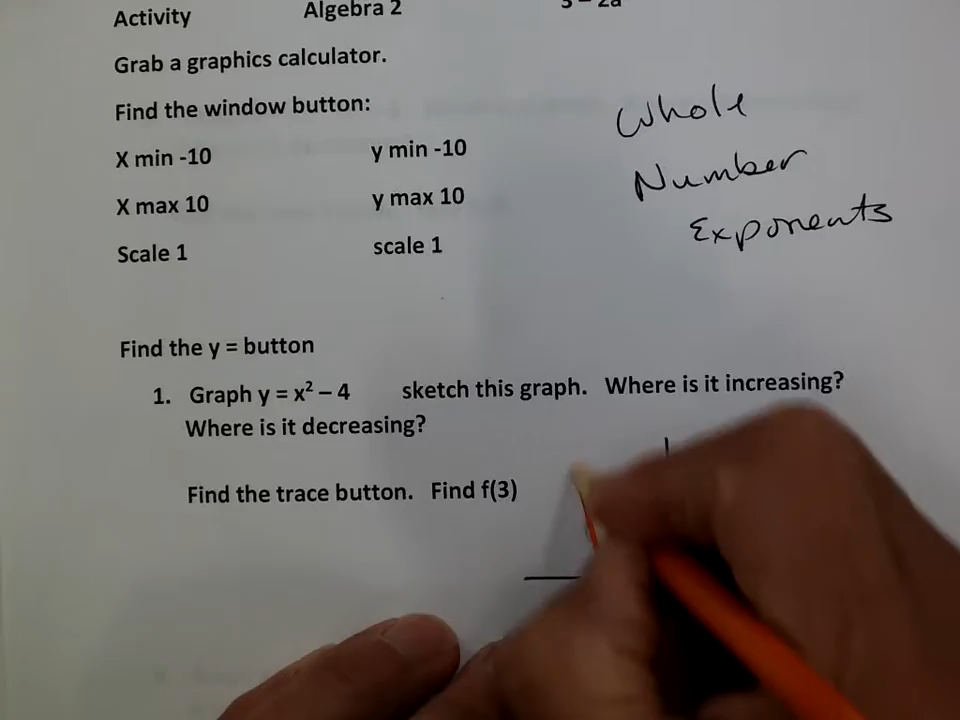 Activity Algebra 2 3 – 2a
Grab a graphics calculator.
Find the window button:
X min -10 y min -10
X max 10 y max 10
Scale 1 scale 1
Whole
Number
Exponents
Find the y = button
1. Graph y = x² – 4 sketch this graph. Where is it increasing?
Where is it decreasing?
Find the trace button. Find f(3)